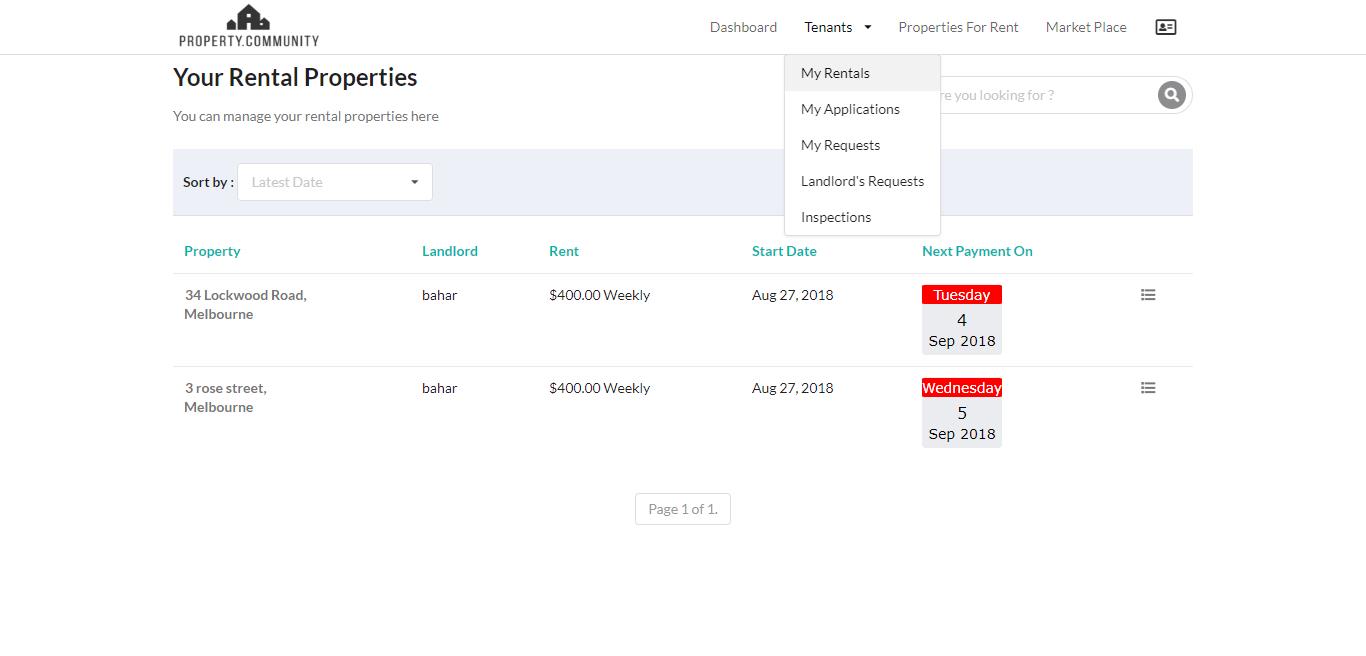 PROPERTY.COMMUNITY
Dashboard Tenants Properties For Rent Market Place
My Rentals
My Applications
My Requests
Landlord's Requests
Inspections
Your Rental Properties
re you looking for ?
You can manage your rental properties here
Sort by : Latest Date
Property Landlord Rent Start Date Next Payment On
34 Lockwood Road,
Melbourne
bahar $400.00 Weekly Aug 27, 2018
Tuesday
4
Sep 2018
3 rose street,
Melbourne
bahar $400.00 Weekly Aug 27, 2018
Wednesday
5
Sep 2018
Page 1 of 1.